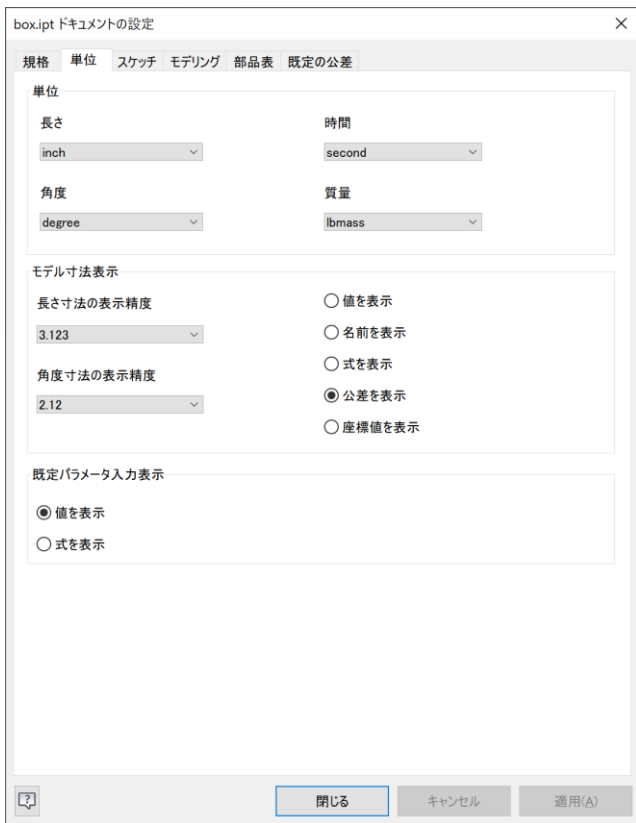 box.ipt ドキュメントの設定
規格 単位 スケッチ モデリング 部品表 既定の公差
単位
長さ 時間
inch second
角度 質量
degree lbmass
モデル寸法表示
長さ寸法の表示精度 値を表示
3.123 名前を表示
角度寸法の表示精度 式を表示
2.12 公差を表示
座標値を表示
既定パラメータ入力表示
値を表示
式を表示
? 閉じる キャンセル 適用(A)